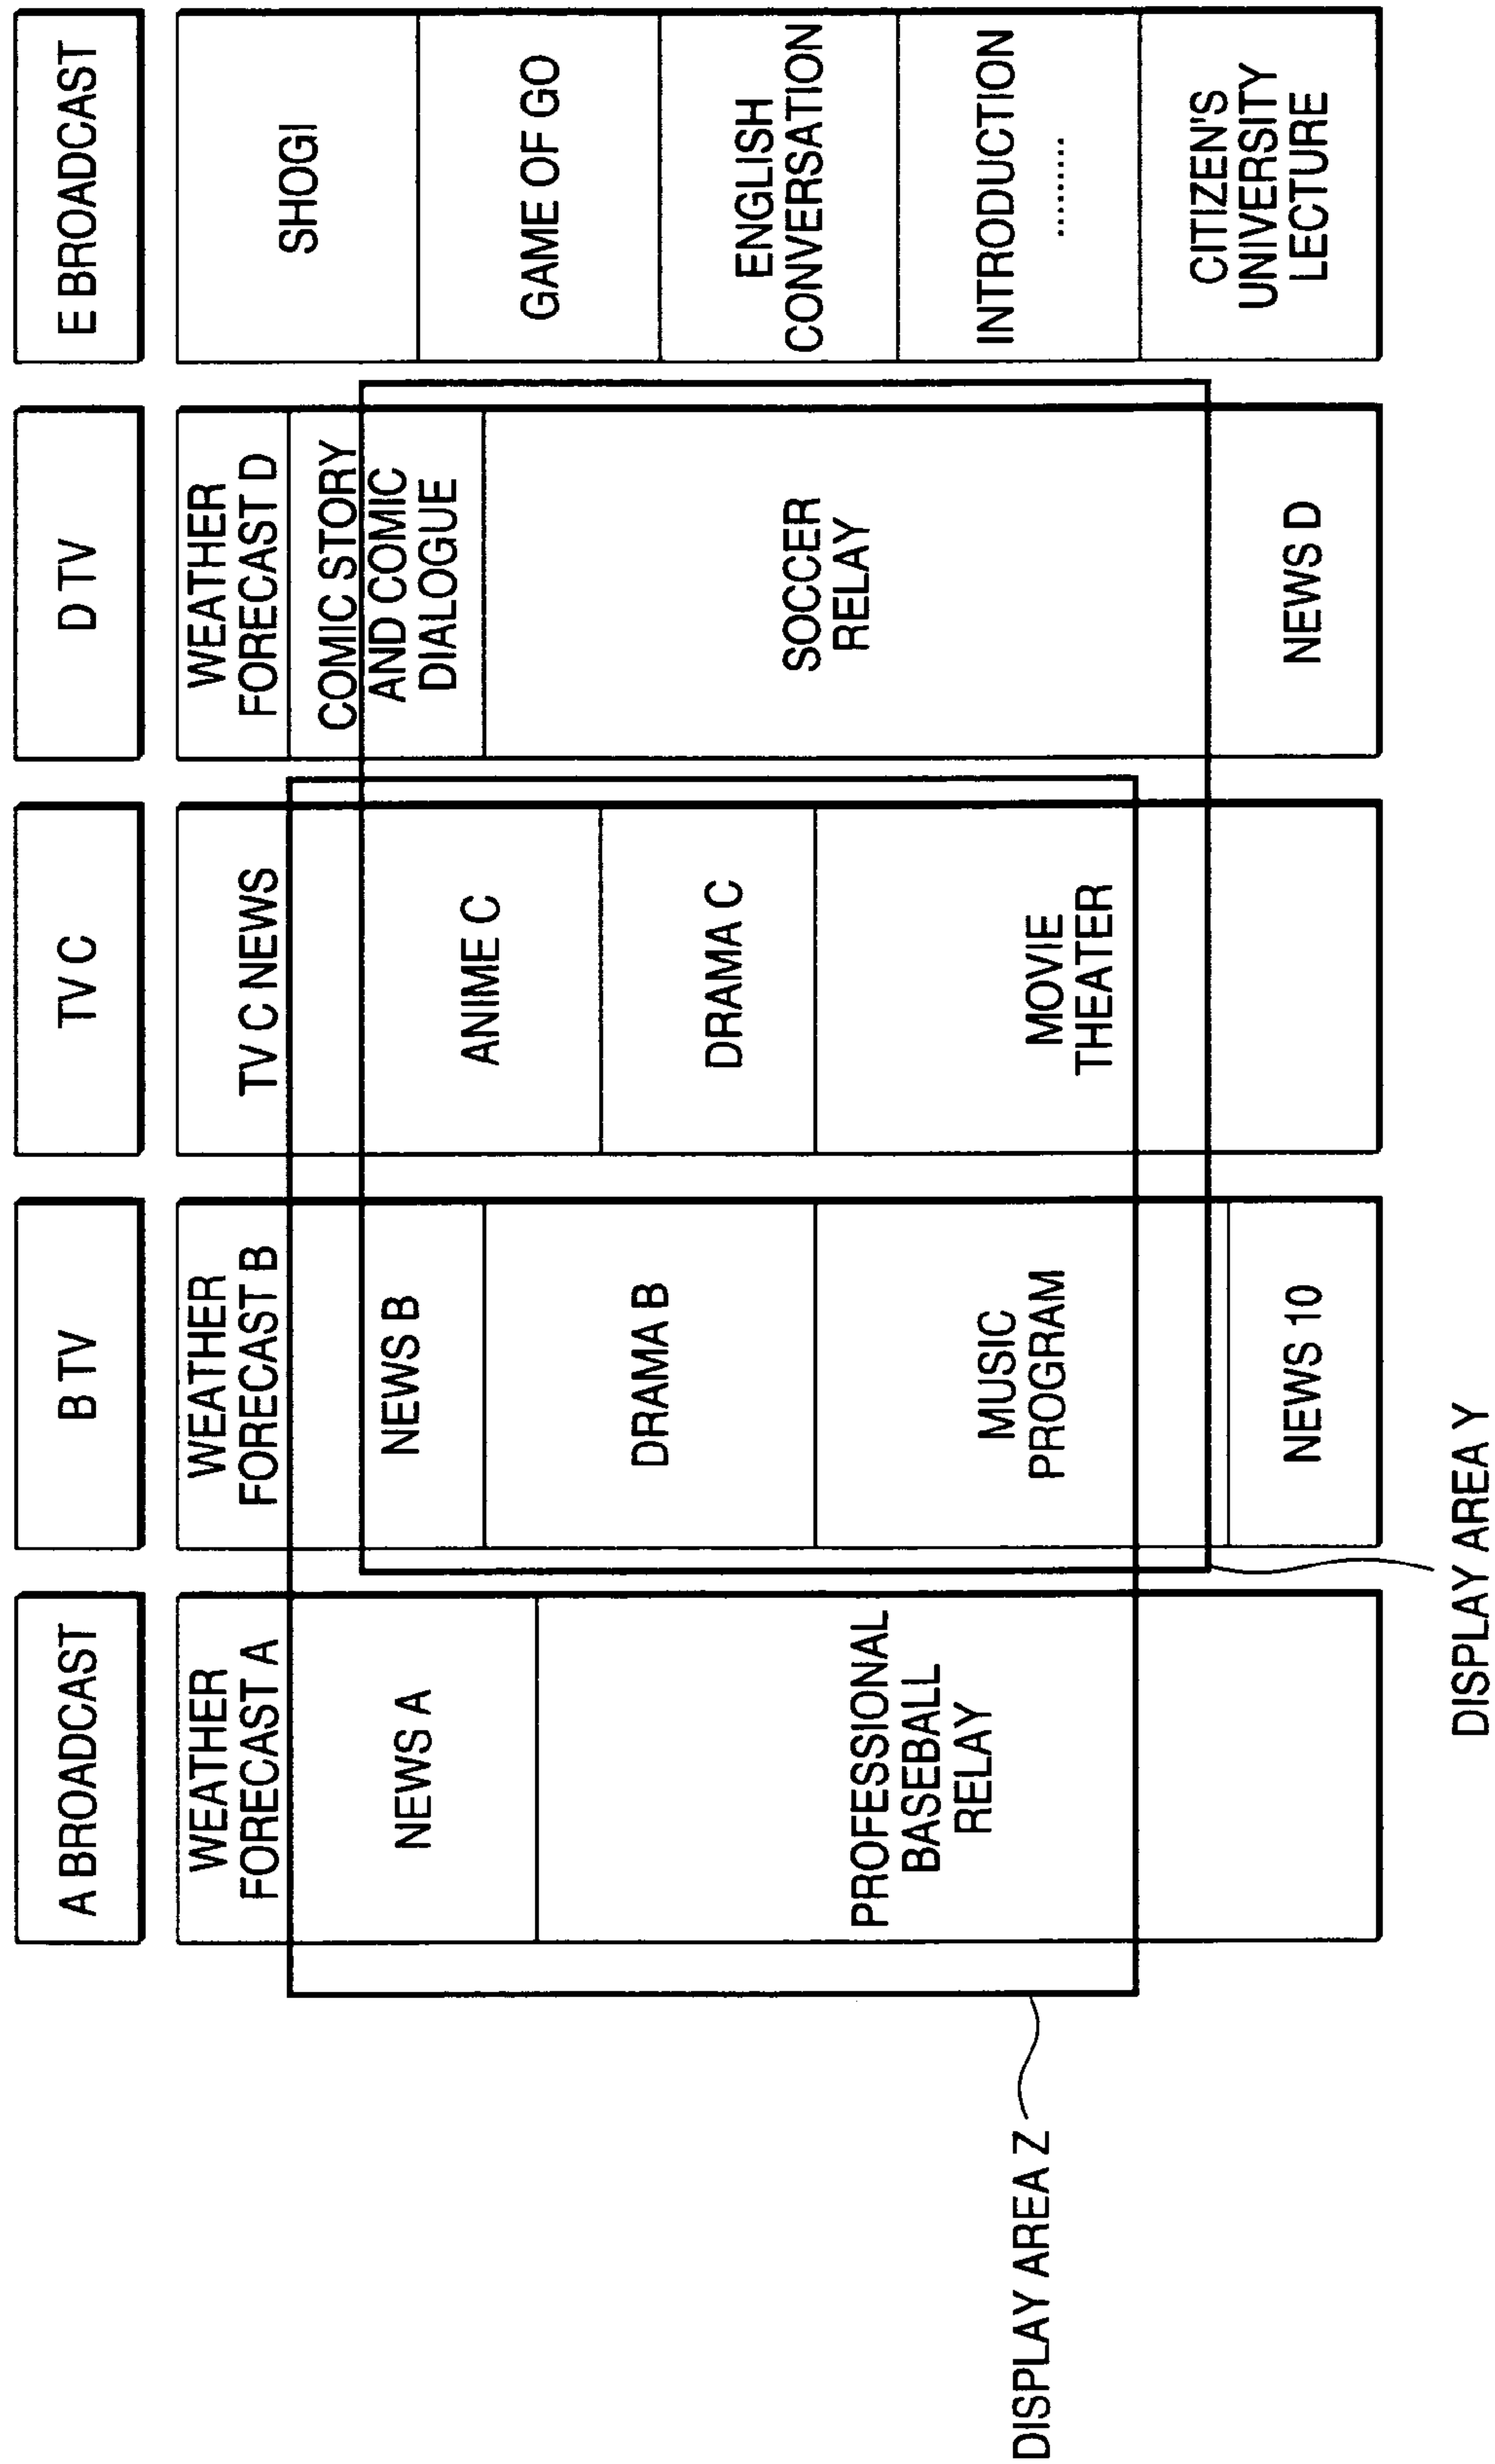 A BROADCAST
B TV
TV C
D TV
E BROADCAST
WEATHER
FORECAST A
NEWS A
PROFESSIONAL
BASEBALL
RELAY
WEATHER
FORECAST B
NEWS B
DRAMA B
MUSIC
PROGRAM
NEWS 10
TV C NEWS
ANIME C
DRAMA C
MOVIE
THEATER
WEATHER
FORECAST D
COMIC STORY
AND COMIC
DIALOGUE
SOCCER
RELAY
NEWS D
SHOGI
GAME OF GO
ENGLISH
CONVERSATION
INTRODUCTION
.........
CITIZEN'S
UNIVERSITY
LECTURE
DISPLAY AREA Z
DISPLAY AREA Y